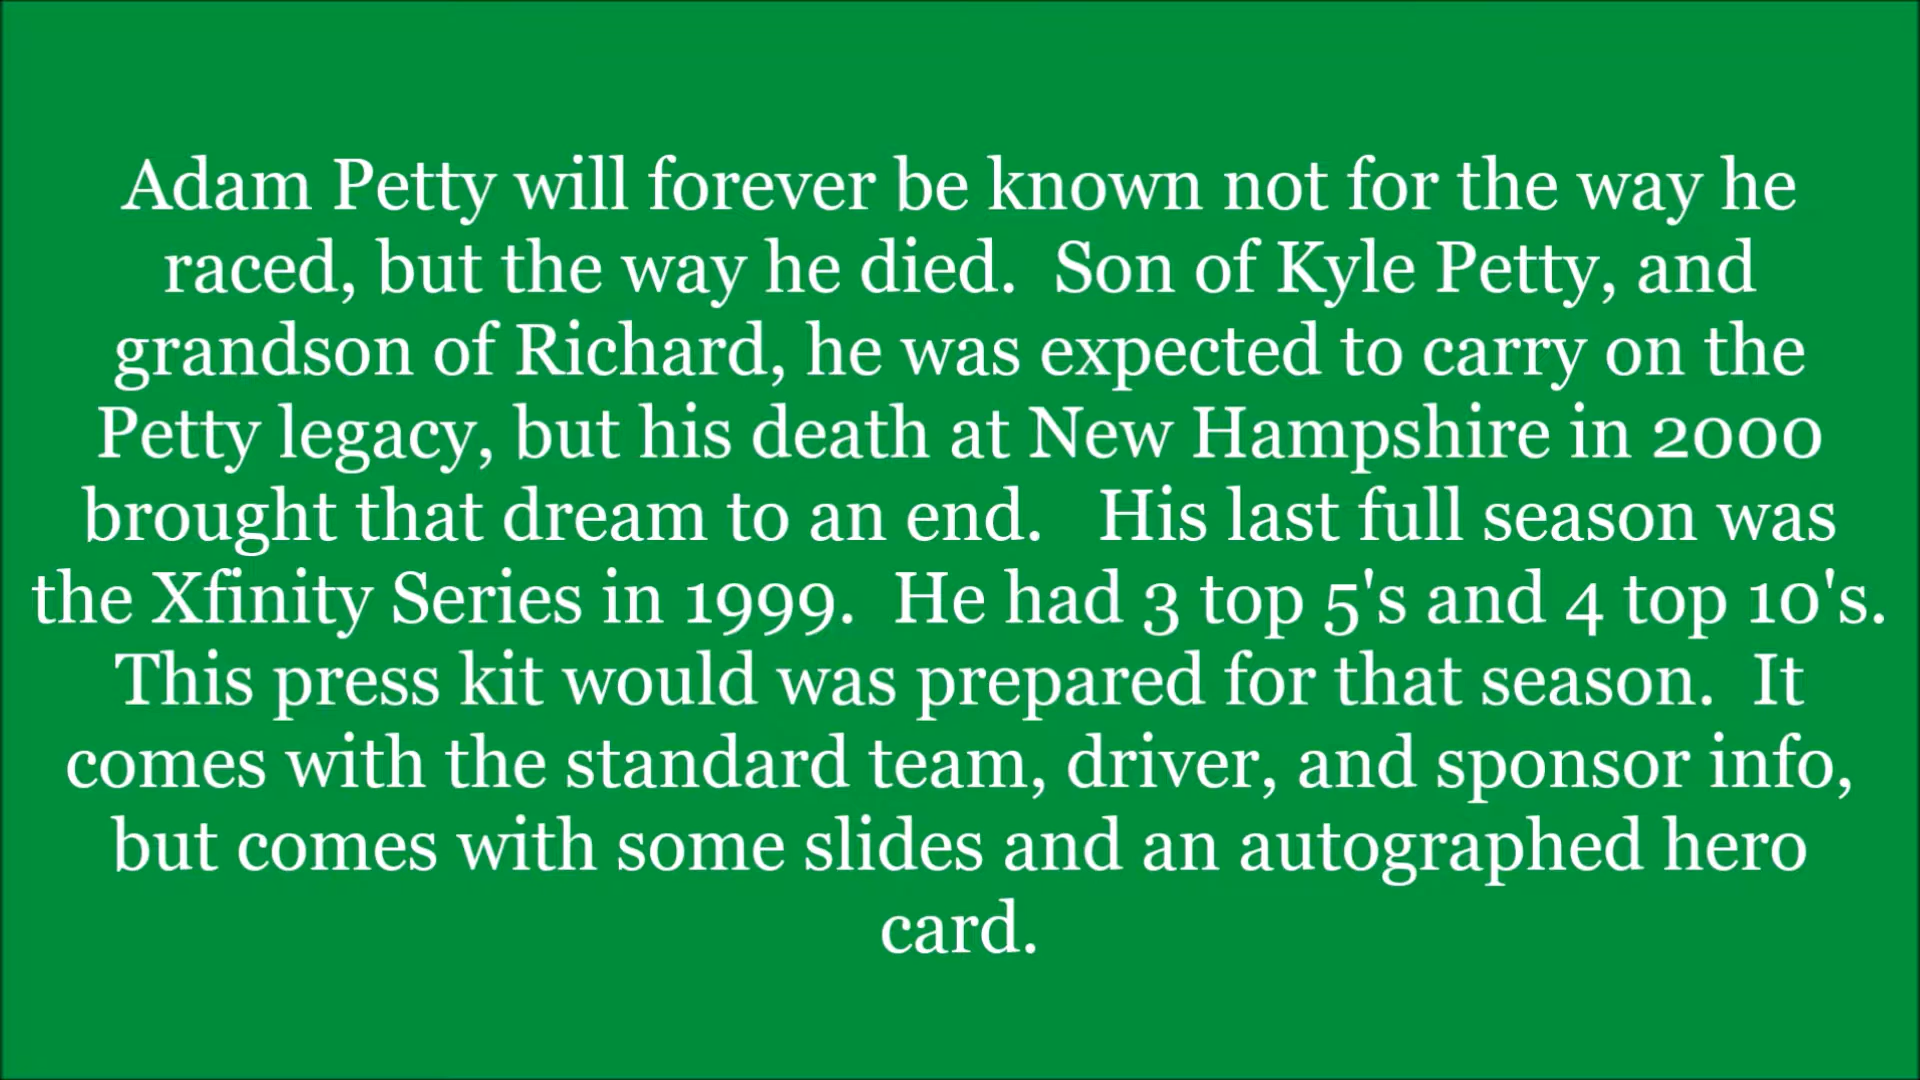 Adam Petty will forever be known not for the way he
raced, but the way he died.  Son of Kyle Petty, and
grandson of Richard, he was expected to carry on the
Petty legacy, but his death at New Hampshire in 2000
brought that dream to an end.   His last full season was
the Xfinity Series in 1999.  He had 3 top 5's and 4 top 10's.
This press kit would was prepared for that season.  It
comes with the standard team, driver, and sponsor info,
but comes with some slides and an autographed hero
card.